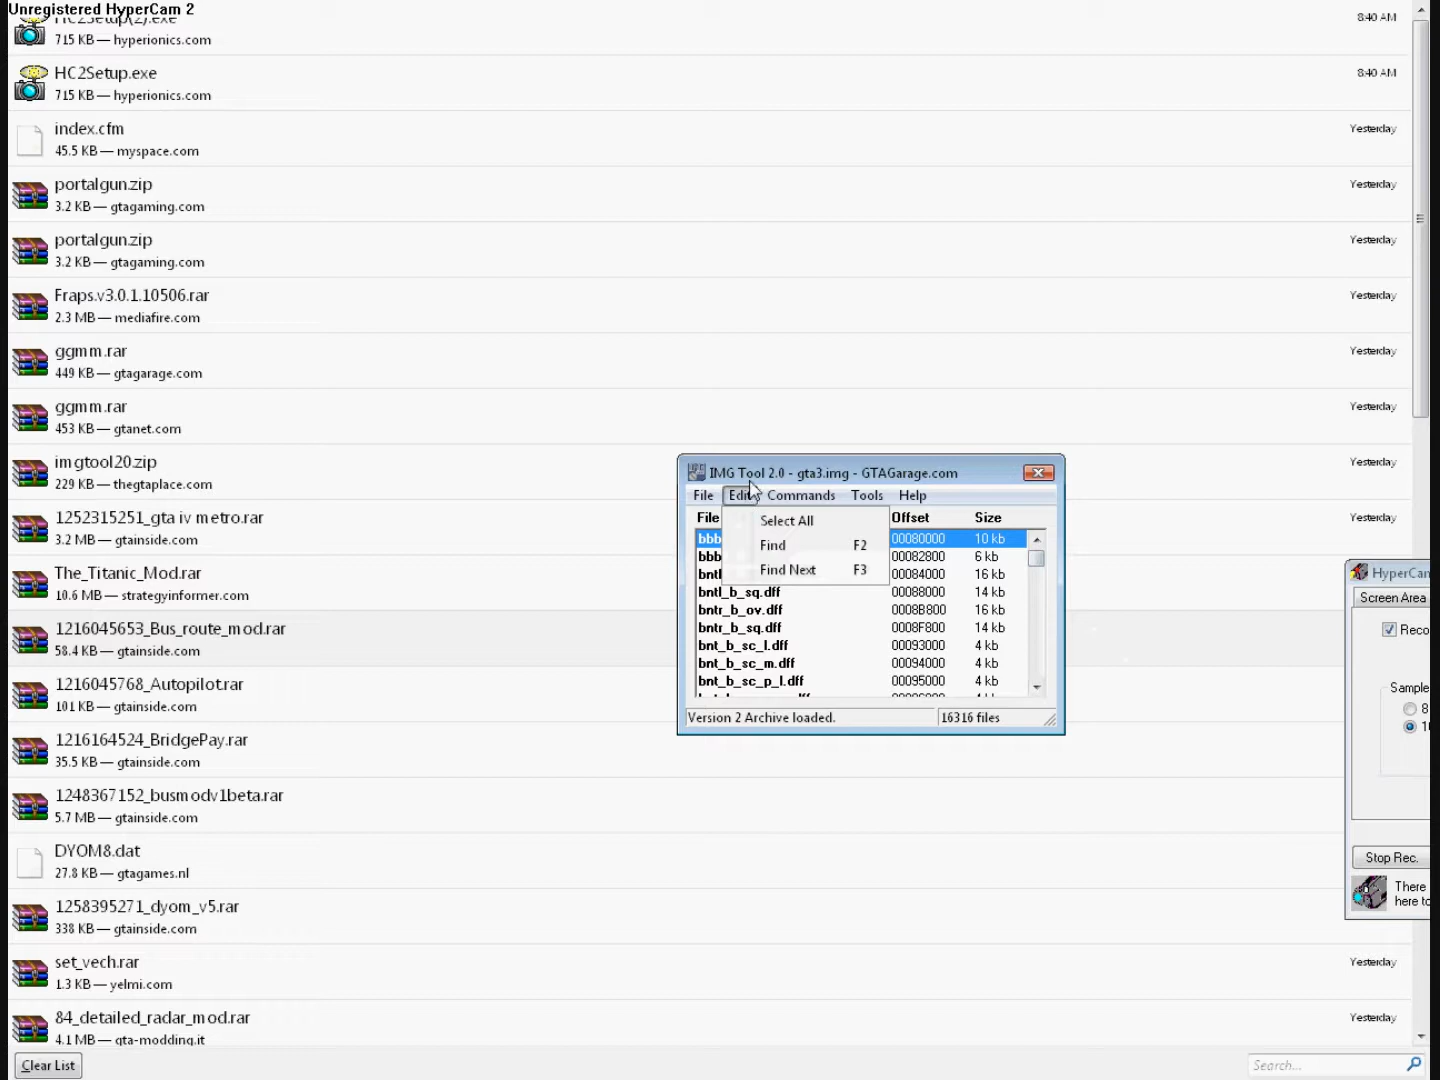 Unregistered HyperCam 2
HC2Setup(2).exe
8:40 AM
715 KB — hyperionics.com
HC2Setup.exe
8:40 AM
715 KB — hyperionics.com
index.cfm
Yesterday
45.5 KB — myspace.com
portalgun.zip
Yesterday
3.2 KB — gtagaming.com
portalgun.zip
Yesterday
3.2 KB — gtagaming.com
Fraps.v3.0.1.10506.rar
Yesterday
2.3 MB — mediafire.com
ggmm.rar
Yesterday
449 KB — gtagarage.com
ggmm.rar
Yesterday
453 KB — gtanet.com
imgtool20.zip
Yesterday
229 KB — thegtaplace.com
1252315251_gta iv metro.rar
Yesterday
3.2 MB — gtainside.com
The_Titanic_Mod.rar
10.6 MB — strategyinformer.com
1216045653_Bus_route_mod.rar
58.4 KB — gtainside.com
1216045768_Autopilot.rar
101 KB — gtainside.com
1216164524_BridgePay.rar
35.5 KB — gtainside.com
1248367152_busmodv1beta.rar
5.7 MB — gtainside.com
DYOM8.dat
27.8 KB — gtagames.nl
1258395271_dyom_v5.rar
338 KB — gtainside.com
set_vech.rar
Yesterday
1.3 KB — yelmi.com
84_detailed_radar_mod.rar
Yesterday
4.1 MB — gta-modding.it
Clear List
Search...
IMG Tool 2.0 - gta3.img - GTAGarage.com
File Edit Commands Tools Help
File Offset Size
Select All
Find F2
Find Next F3
bbb 00080000 10 kb
bbb 00082800 6 kb
00084000 16 kb
bntl_b_sq.dff 00088000 14 kb
bntr_b_ov.dff 0008B800 16 kb
bntr_b_sq.dff 0008F800 14 kb
bnt_b_sc_l.dff 00093000 4 kb
bnt_b_sc_m.dff 00094000 4 kb
bnt_b_sc_p_l.dff 00095000 4 kb
Version 2 Archive loaded. 16316 files
HyperCam
Screen Area
Reco
Sample
8
Stop Rec.
There
here to